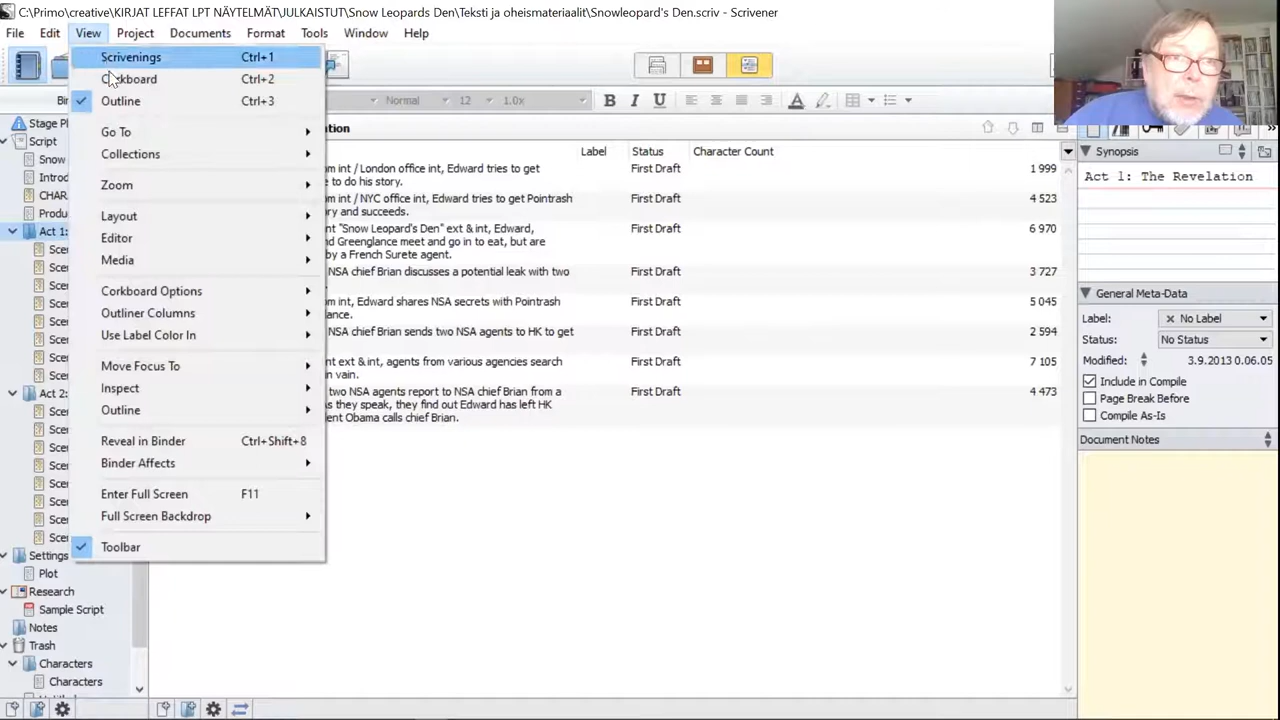 C:\Primo\creative\KIRJAT LEFFAT LPT NÄYTELMÄT\JULKAISTUT\Snow Leopards Den\Teksti ja oheismateriaalit\Snowleopard's Den.scriv - Scrivener
File Edit View Project Documents Format Tools Window Help
Scrivenings Ctrl+1
Corkboard Ctrl+2
Outline Ctrl+3
Go To
Collections
Zoom
Layout
Editor
Media
Corkboard Options
Outliner Columns
Use Label Color In
Move Focus To
Inspect
Outline
Reveal in Binder Ctrl+Shift+8
Binder Affects
Enter Full Screen F11
Full Screen Backdrop
Toolbar
Normal 12 1.0x B I U A
Stage
Script
Snow
CHAR
Act 1:
Act 2:
Settings
Plot
Research
Sample Script
Notes
Trash
Characters
Characters
Label Status Character Count
om int / London office int, Edward tries to get First Draft 1 999
e to do his story.
om int / NYC office int, Edward tries to get Pointrash First Draft 4 523
ry and succeeds.
nt "Snow Leopard's Den" ext & int, Edward, First Draft 6 970
nd Greenglance meet and go in to eat, but are
by a French Surete agent.
NSA chief Brian discusses a potential leak with two First Draft 3 727
om int, Edward shares NSA secrets with Pointrash First Draft 5 045
ance.
NSA chief Brian sends two NSA agents to HK to get First Draft 2 594
nt ext & int, agents from various agencies search First Draft 7 105
in vain.
two NSA agents report to NSA chief Brian from a First Draft 4 473
As they speak, they find out Edward has left HK
ent Obama calls chief Brian.
Synopsis
Act 1: The Revelation
General Meta-Data
Label: No Label
Status: No Status
Modified: 3.9.2013 0.06.05
Include in Compile
Page Break Before
Compile As-Is
Document Notes